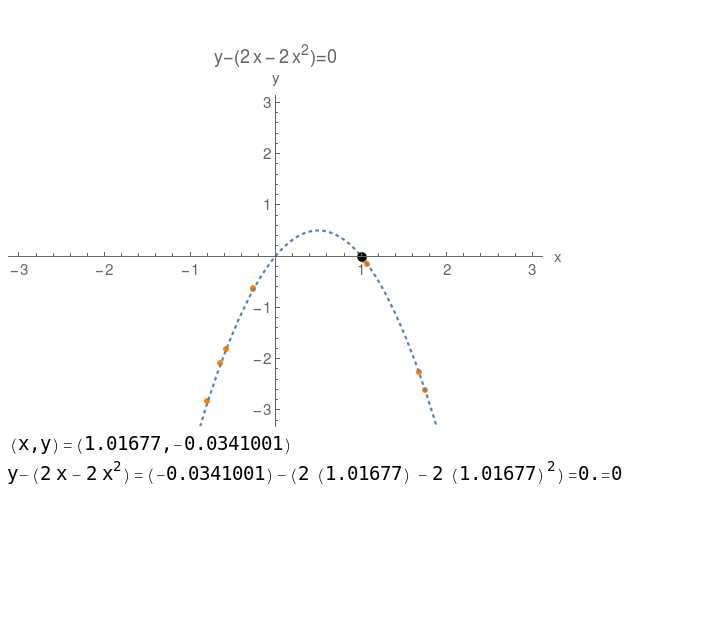 y−(2 x − 2 x²)=0
y
3
2
1
−3 −2 −1 1 2 3 x
−1
−2
−3
(x,y)=(1.01677,-0.0341001)
y-(2 x - 2 x²)=(-0.0341001)-(2 (1.01677) - 2 (1.01677)²)=0.=0